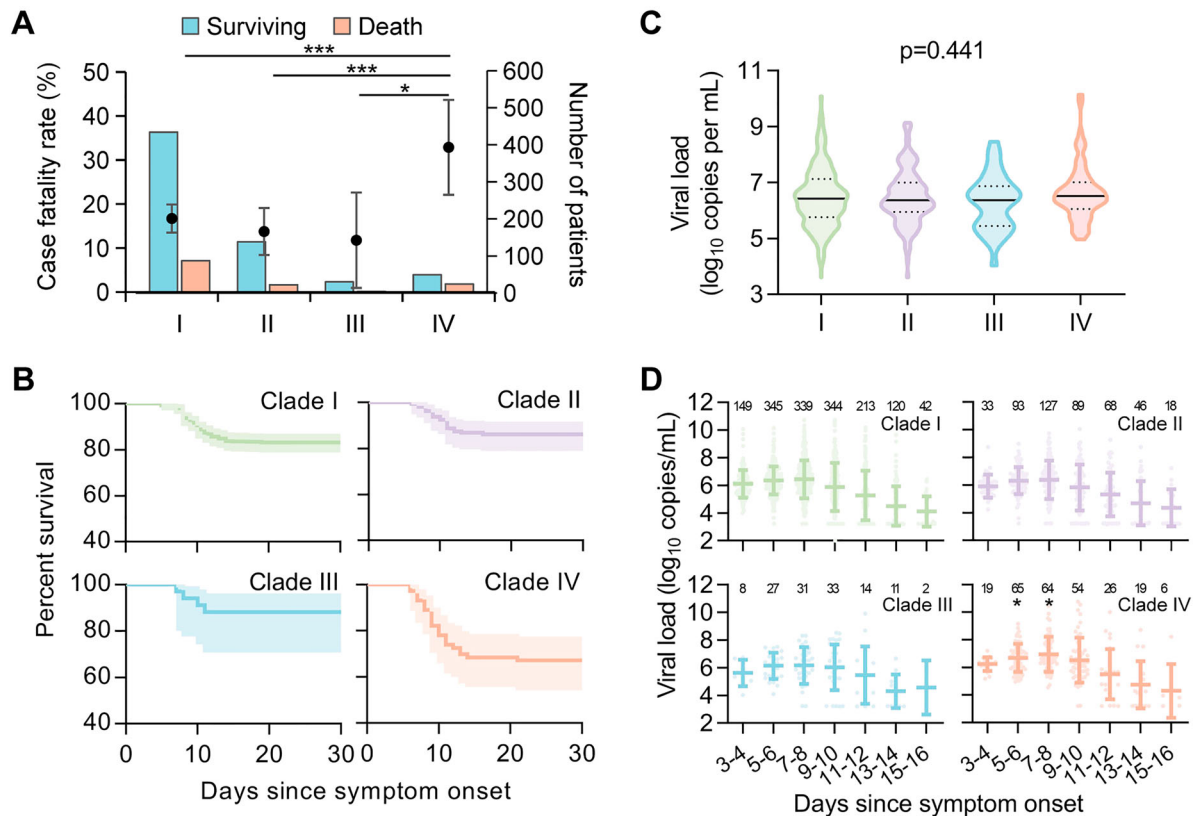 A
Surviving
Death
***
***
*
Case fatality rate (%)
50
40
30
20
10
0
600
500
400
300
200
100
0
Number of patients
I
II
III
IV
C
p=0.441
Viral load
(log10 copies per mL)
11
9
7
5
3
I
II
III
IV
B
Percent survival
100
80
60
40
Clade I
Clade II
100
80
60
40
Clade III
Clade IV
0
10
20
30
0
10
20
30
Days since symptom onset
D
Viral load (log10 copies/mL)
12
10
8
6
4
2
149 345 339 344 213 120 42
Clade I
33 93 127 89 68 46 18
Clade II
12
10
8
6
4
2
8 27 31 33 14 11 2
Clade III
19 65 64 54 26 19 6
* *
Clade IV
3-4 5-6 7-8 9-10 11-12 13-14 15-16
3-4 5-6 7-8 9-10 11-12 13-14 15-16
Days since symptom onset